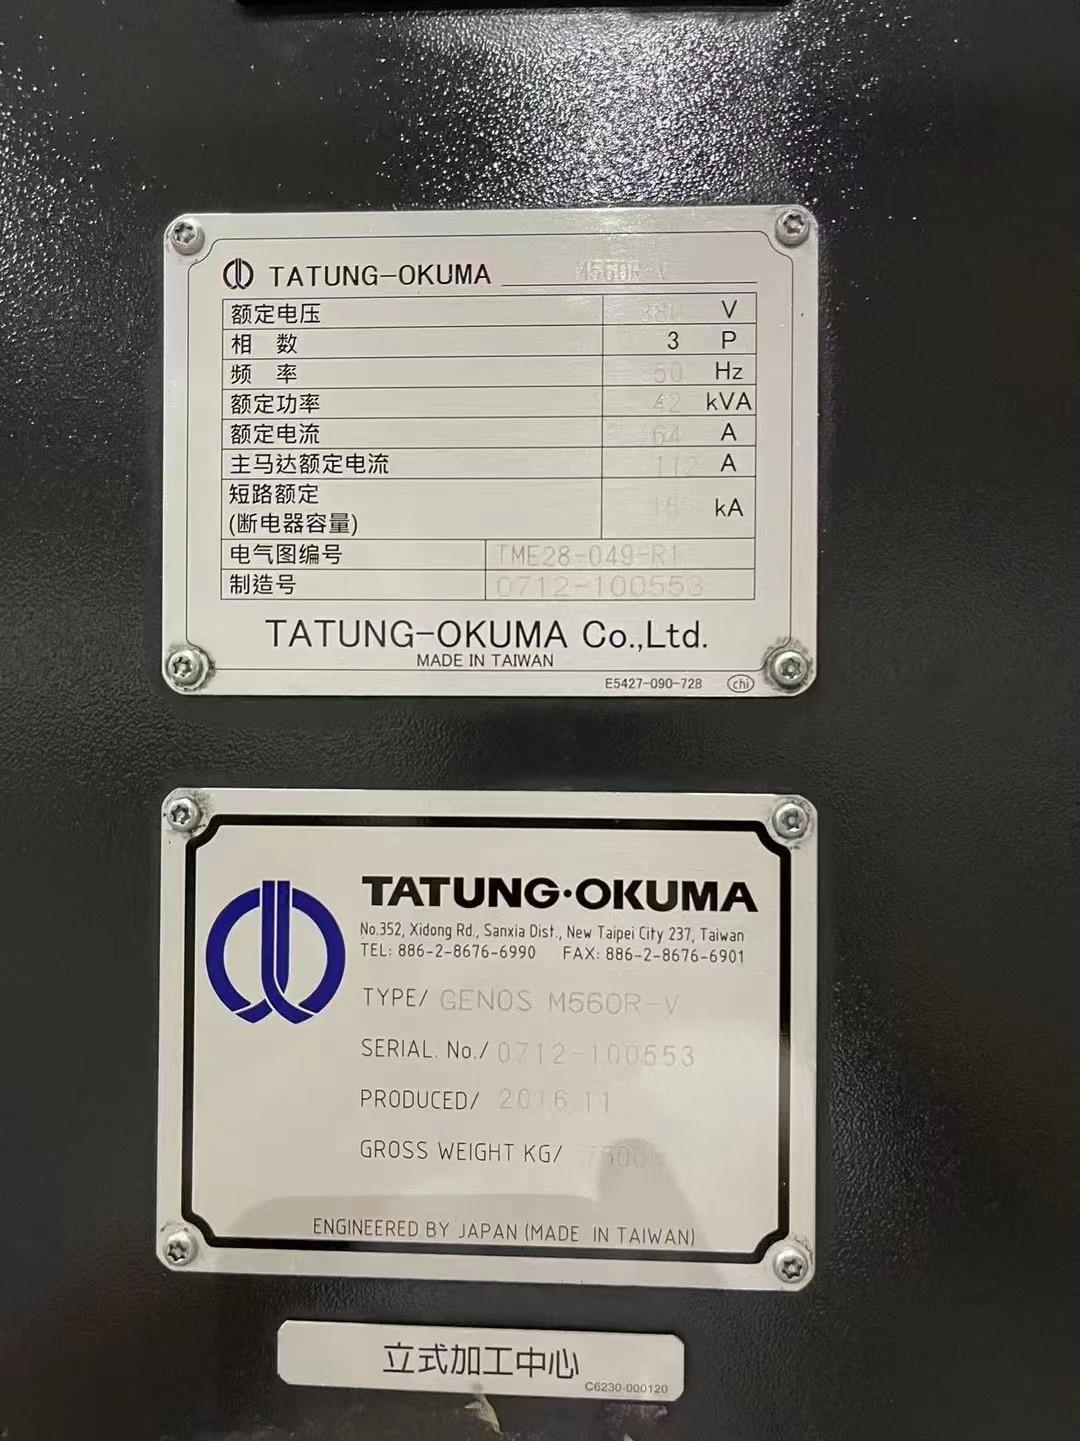 TATUNG-OKUMA M560R-V
额定电压 V
相 数 3 P
频 率 50 Hz
额定功率 42 kVA
额定电流 64 A
主马达额定电流 112 A
短路额定
(断电器容量) kA
电气图编号 TME28-049-R1
制造号 0712-100553
TATUNG-OKUMA Co.,Ltd.
MADE IN TAIWAN
E5427-090-728 chi
TATUNG·OKUMA
No.352, Xidong Rd., Sanxia Dist., New Taipei City 237, Taiwan
TEL: 886-2-8676-6990 FAX: 886-2-8676-6901
TYPE/ GENOS M560R-V
SERIAL. No./ 0712-100553
PRODUCED/ 2016.11
GROSS WEIGHT KG/ 7500
ENGINEERED BY JAPAN (MADE IN TAIWAN)
立式加工中心
C6230-000120